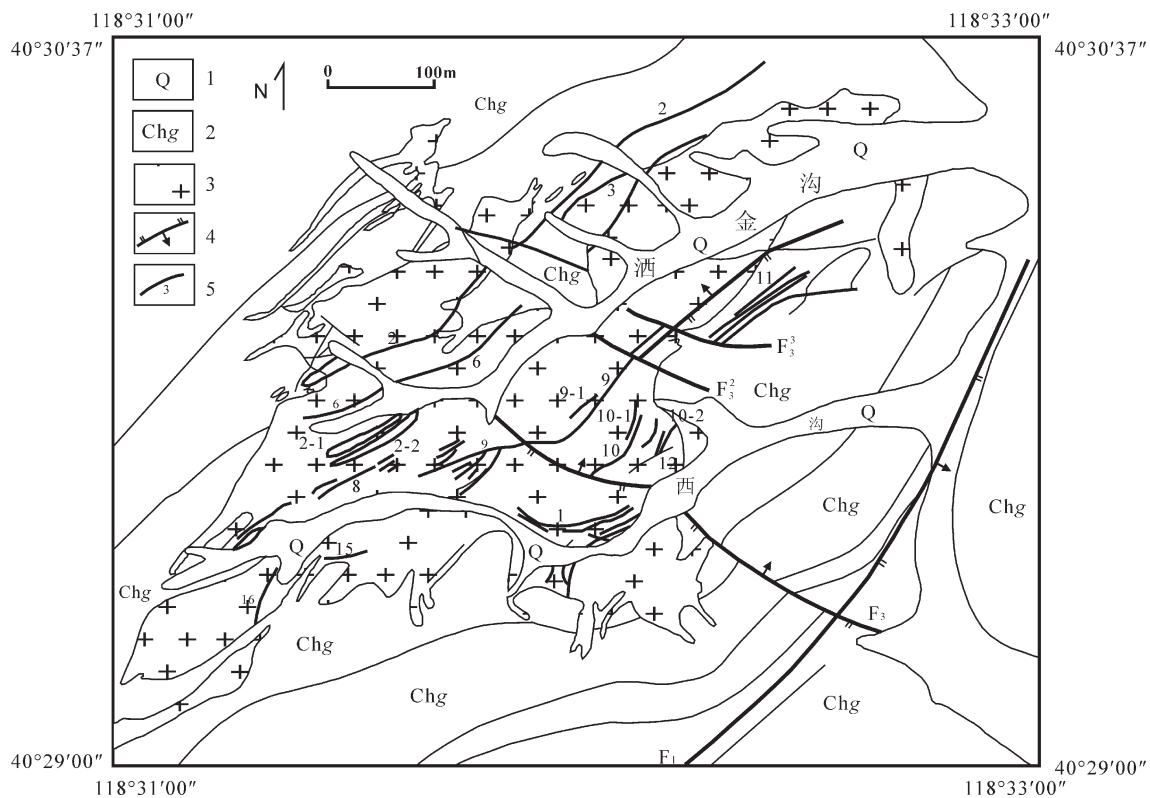 118°31′00″
118°33′00″
40°30′37″
40°30′37″
Q 1
Chg 2
3
4
3 5
N
0 100m
Chg
2
Q
沟
3
金
Q
洒
Chg
11
2
6
F₃³
F₃²
Chg
9
9-1
6
10-1
10-2
Q
沟
2-1
2-2
9
10
12
8
西
1
Chg
Chg
Q
15
Q
Chg
16
F₃
Chg
Chg
Chg
F₁
40°29′00″
40°29′00″
118°31′00″
118°33′00″